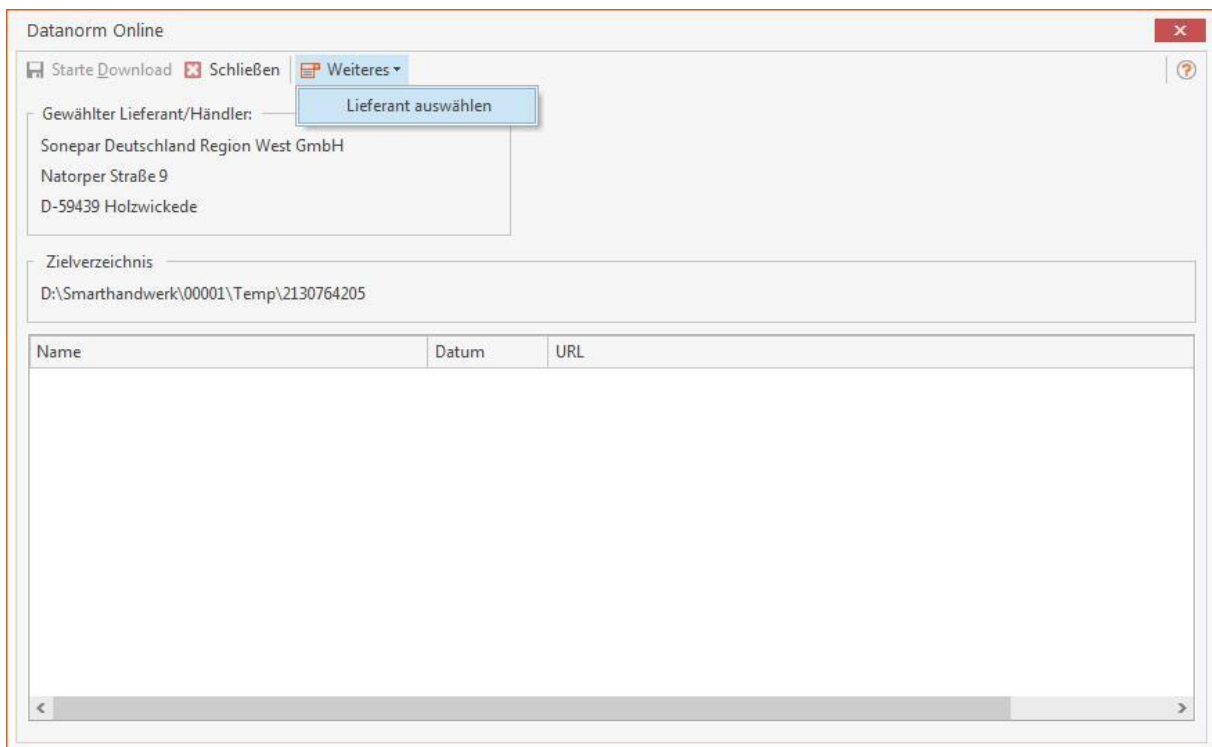 Datanorm Online
Starte Download Schließen Weiteres
Lieferant auswählen
Gewählter Lieferant/Händler:
Sonepar Deutschland Region West GmbH
Natorper Straße 9
D-59439 Holzwickede
Zielverzeichnis
D:\Smarthandwerk\00001\Temp\2130764205
Name Datum URL